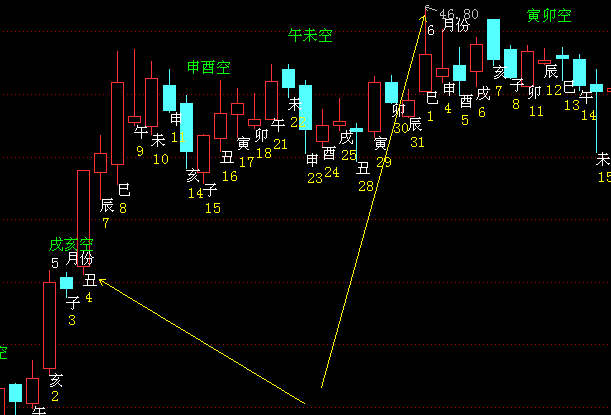 46.80
寅卯空
6 月份
午未空
申酉空
戌亥空
5 月份
空
午
亥
2
子
3
丑
4
辰
7
巳
8
午
9
未
10
申
11
亥
14
子
15
丑
16
寅
17
卯
18
午
21
未
22
申
23
酉
24
戌
25
丑
28
寅
29
卯
30
辰
31
巳
1
申
4
酉
5
戌
6
亥
7
子
8
卯
11
辰
12
巳
13
午
14
未
15